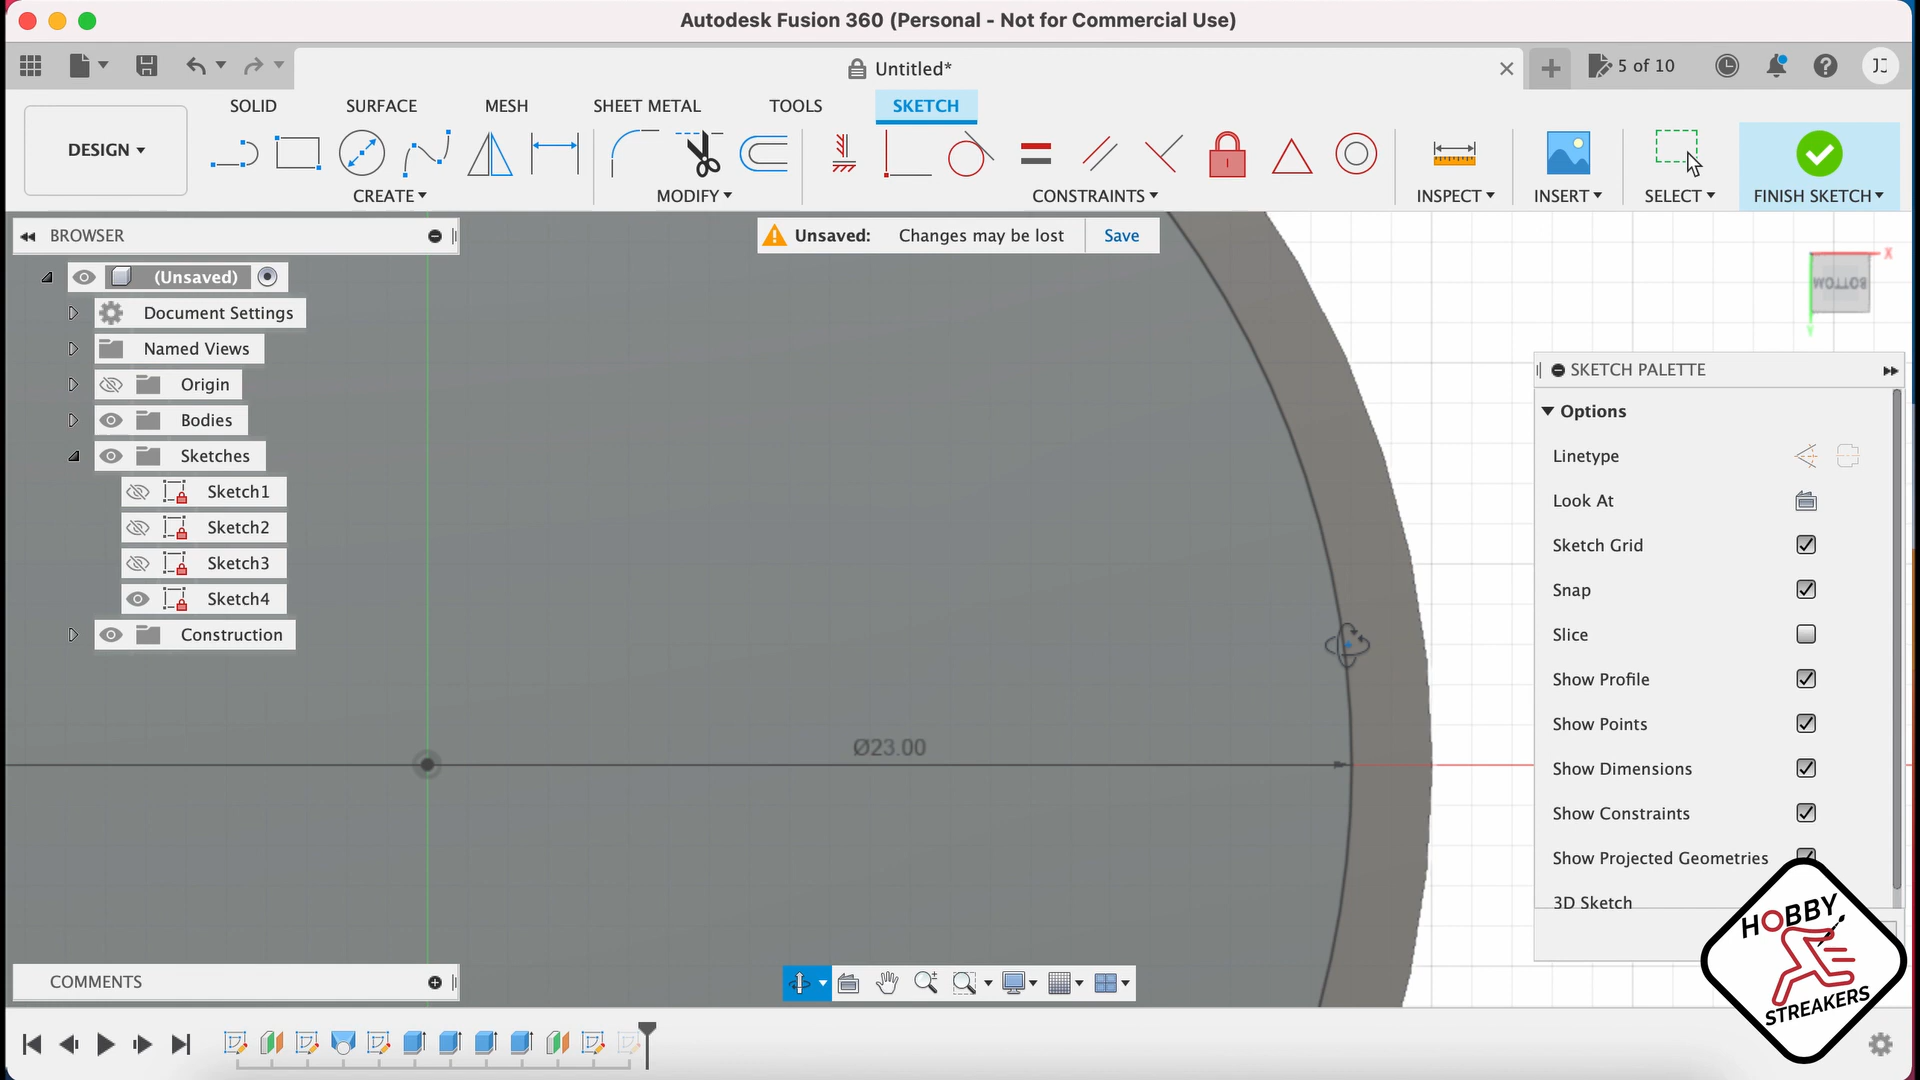 Autodesk Fusion 360 (Personal - Not for Commercial Use)
Untitled*
5 of 10
JC
SOLID SURFACE MESH SHEET METAL TOOLS SKETCH
DESIGN
CREATE MODIFY CONSTRAINTS INSPECT INSERT SELECT FINISH SKETCH
BROWSER
Unsaved: Changes may be lost Save
(Unsaved)
Document Settings
Named Views
Origin
Bodies
Sketches
Sketch1
Sketch2
Sketch3
Sketch4
Construction
X
BOTTOM
Y
SKETCH PALETTE
Options
Linetype
Look At
Sketch Grid
Snap
Slice
Show Profile
Show Points
Show Dimensions
Show Constraints
Show Projected Geometries
3D Sketch
Ø23.00
COMMENTS
HOBBY
STREAKERS